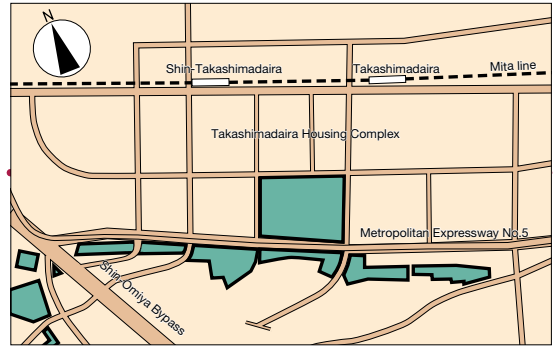 N
Shin-Takashimadaira
Takashimadaira
Mita line
Takashimadaira Housing Complex
Metropolitan Expressway No.5
Shin-Omiya Bypass